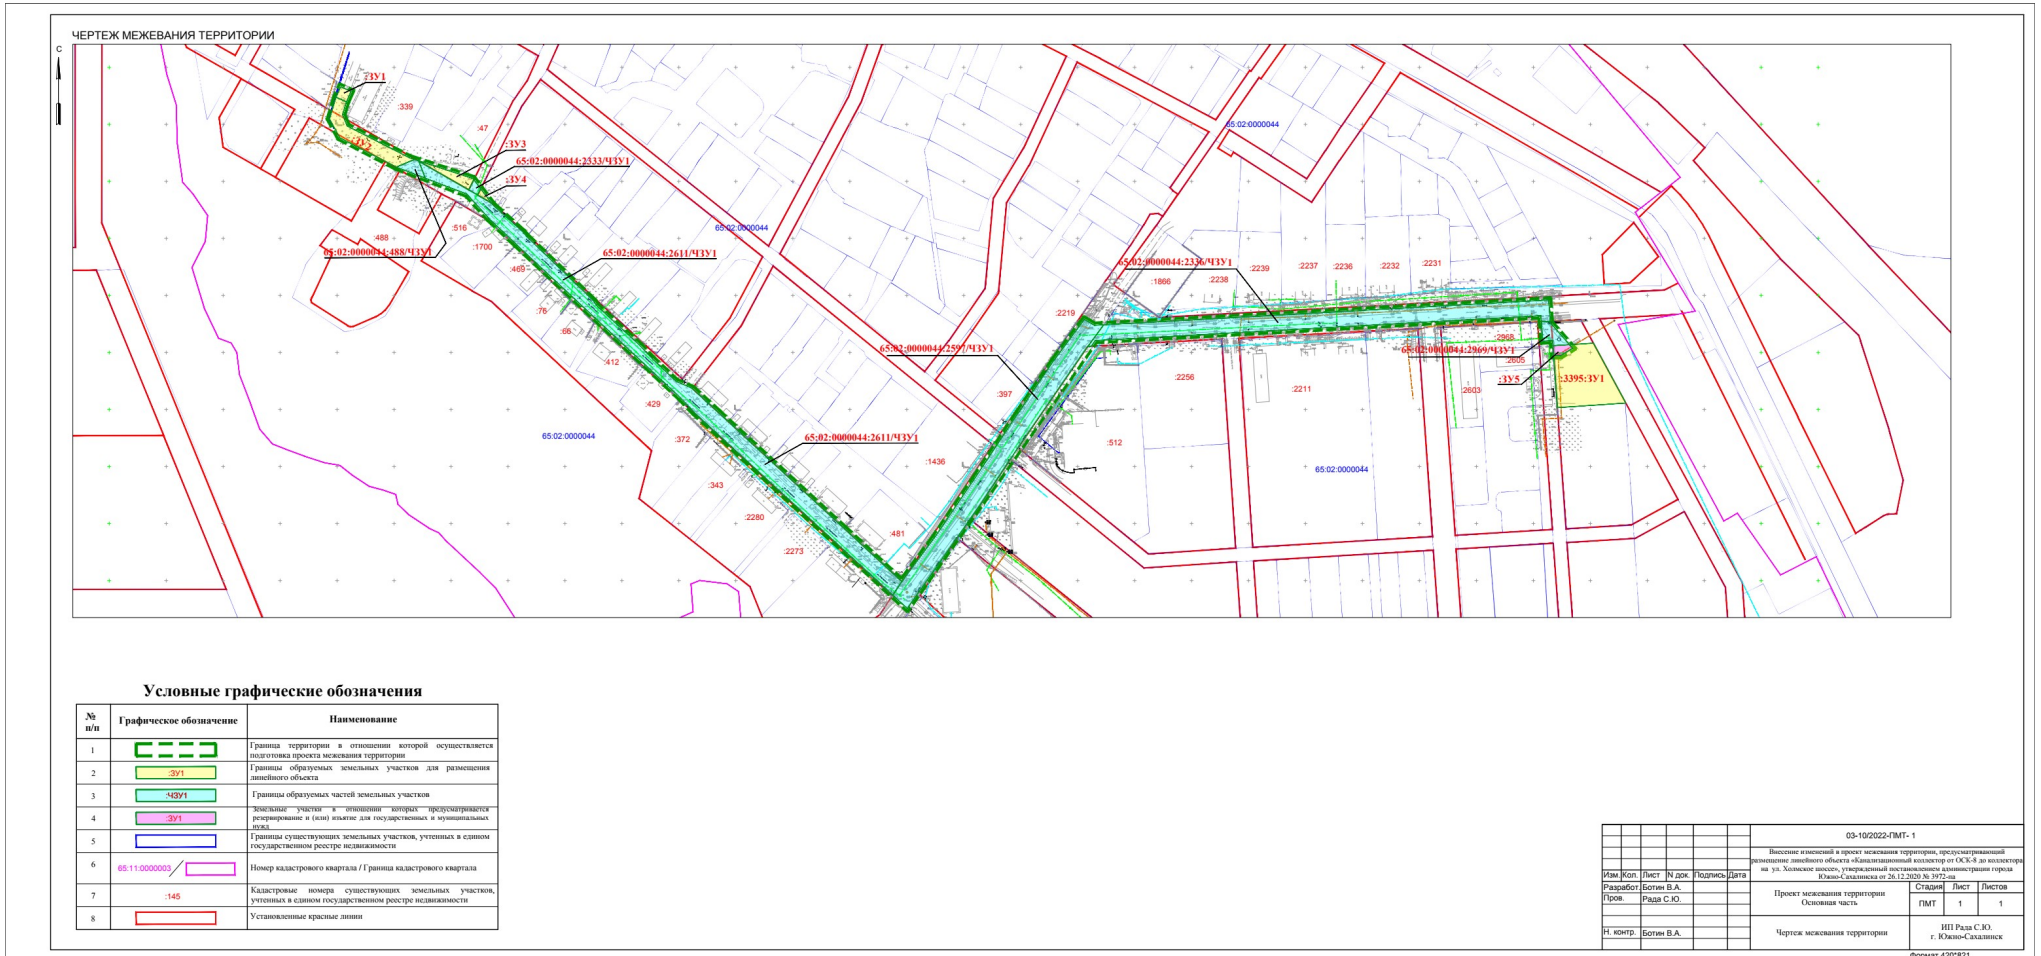 ЧЕРТЕЖ МЕЖЕВАНИЯ ТЕРРИТОРИИ
С
:ЗУ1
:339
:ЗУ2
:47
:ЗУ3
65:02:0000044:2333/ЧЗУ1
:ЗУ4
65:02:0000044
:516
:488
:1700
65:02:0000044:488/ЧЗУ1
65:02:0000044
65:02:0000044:2611/ЧЗУ1
:469
65:02:0000044:2336/ЧЗУ1
:2239
:2237
:2236
:2232
:2231
:1866
:2238
:76
:66
:2219
:412
65:02:0000044:2597/ЧЗУ1
:2968
65:02:0000044:2969/ЧЗУ1
:2605
:ЗУ5
:3395:ЗУ1
:2256
:2211
:2603
:397
:429
65:02:0000044
:372
65:02:0000044:2611/ЧЗУ1
:512
:1436
65:02:0000044
:343
:2280
:481
:2273
Условные графические обозначения
№ п/п
Графическое обозначение
Наименование
1
Граница территории в отношении которой осуществляется
подготовка проекта межевания территории
2
:ЗУ1
Границы образуемых земельных участков для размещения
линейного объекта
3
:ЧЗУ1
Границы образуемых частей земельных участков
4
:ЗУ1
Земельные участки в отношении которых предусматривается
резервирование и (или) изъятие для государственных и муниципальных
нужд
5
Границы существующих земельных участков, учтенных в едином
государственном реестре недвижимости
6
65:11:0000003
Номер кадастрового квартала / Граница кадастрового квартала
7
:145
Кадастровые номера существующих земельных участков,
учтенных в едином государственном реестре недвижимости
8
Установленные красные линии
03-10/2022-ПМТ- 1
Внесение изменений в проект межевания территории, предусматривающий
размещение линейного объекта «Канализационный коллектор от ОСК-8 до коллектора
на ул. Холмское шоссе», утвержденный постановлением администрации города
Южно-Сахалинска от 26.12.2020 № 3972-па
Изм. Кол. Лист N док. Подпись Дата
Разработ. Ботин В.А.
Пров. Рада С.Ю.
Н. контр. Ботин В.А.
Проект межевания территории
Основная часть
Стадия Лист Листов
ПМТ 1 1
Чертеж межевания территории
ИП Рада С.Ю.
г. Южно-Сахалинск
Формат 420*821